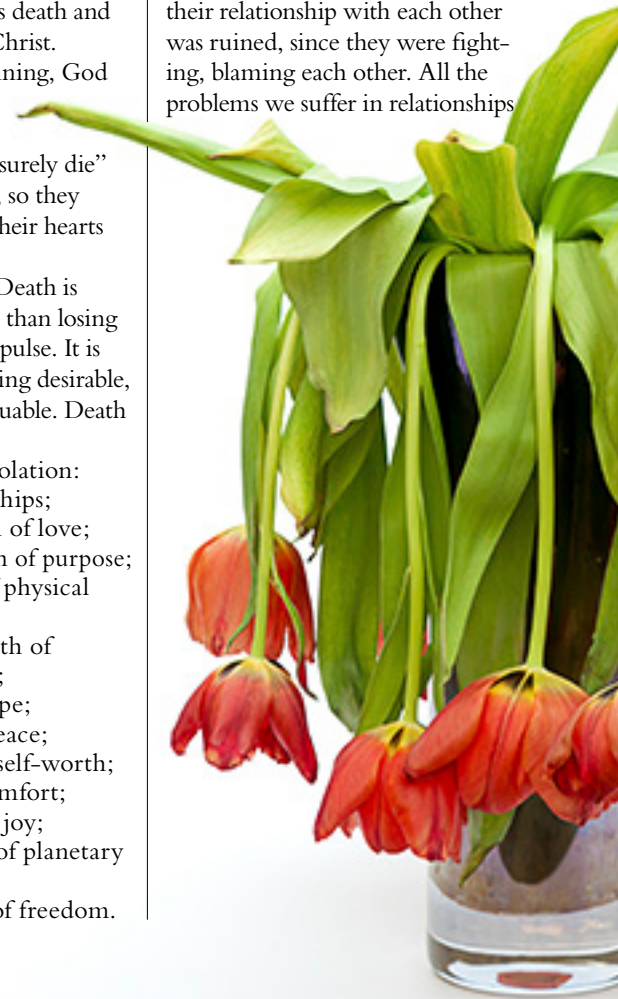 s death and
Christ.
ning, God
surely die”
, so they
heir hearts
Death is
than losing
pulse. It is
ing desirable,
uable. Death
olation:
hips;
of love;
n of purpose;
physical
th of
;
pe;
eace;
self-worth;
mfort;
joy;
of planetary
of freedom.
their relationship with each other
was ruined, since they were fight-
ing, blaming each other. All the
problems we suffer in relationships